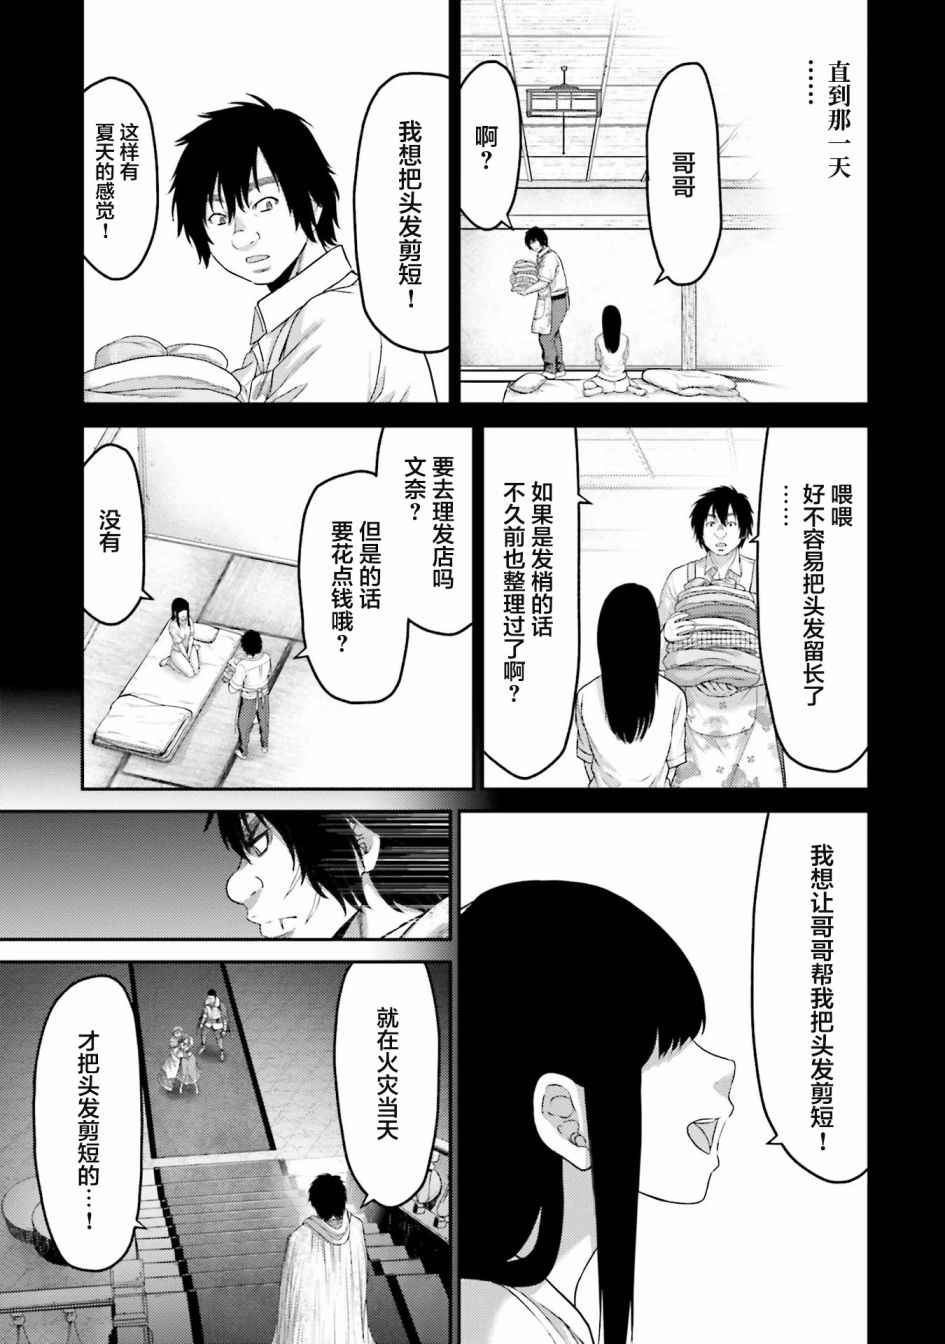 直到那一天
……
哥哥
啊？
我想把头发剪短！
这样有
夏天的感觉！
喂喂
好不容易把头发留长了
……
如果是发梢的话
不久前也整理过了啊？
要去理发店吗
文奈？
但是的话
要花点钱哦？
没有
我想让哥哥帮我把头发剪短！
就在火灾当天
才把头发剪短的…！